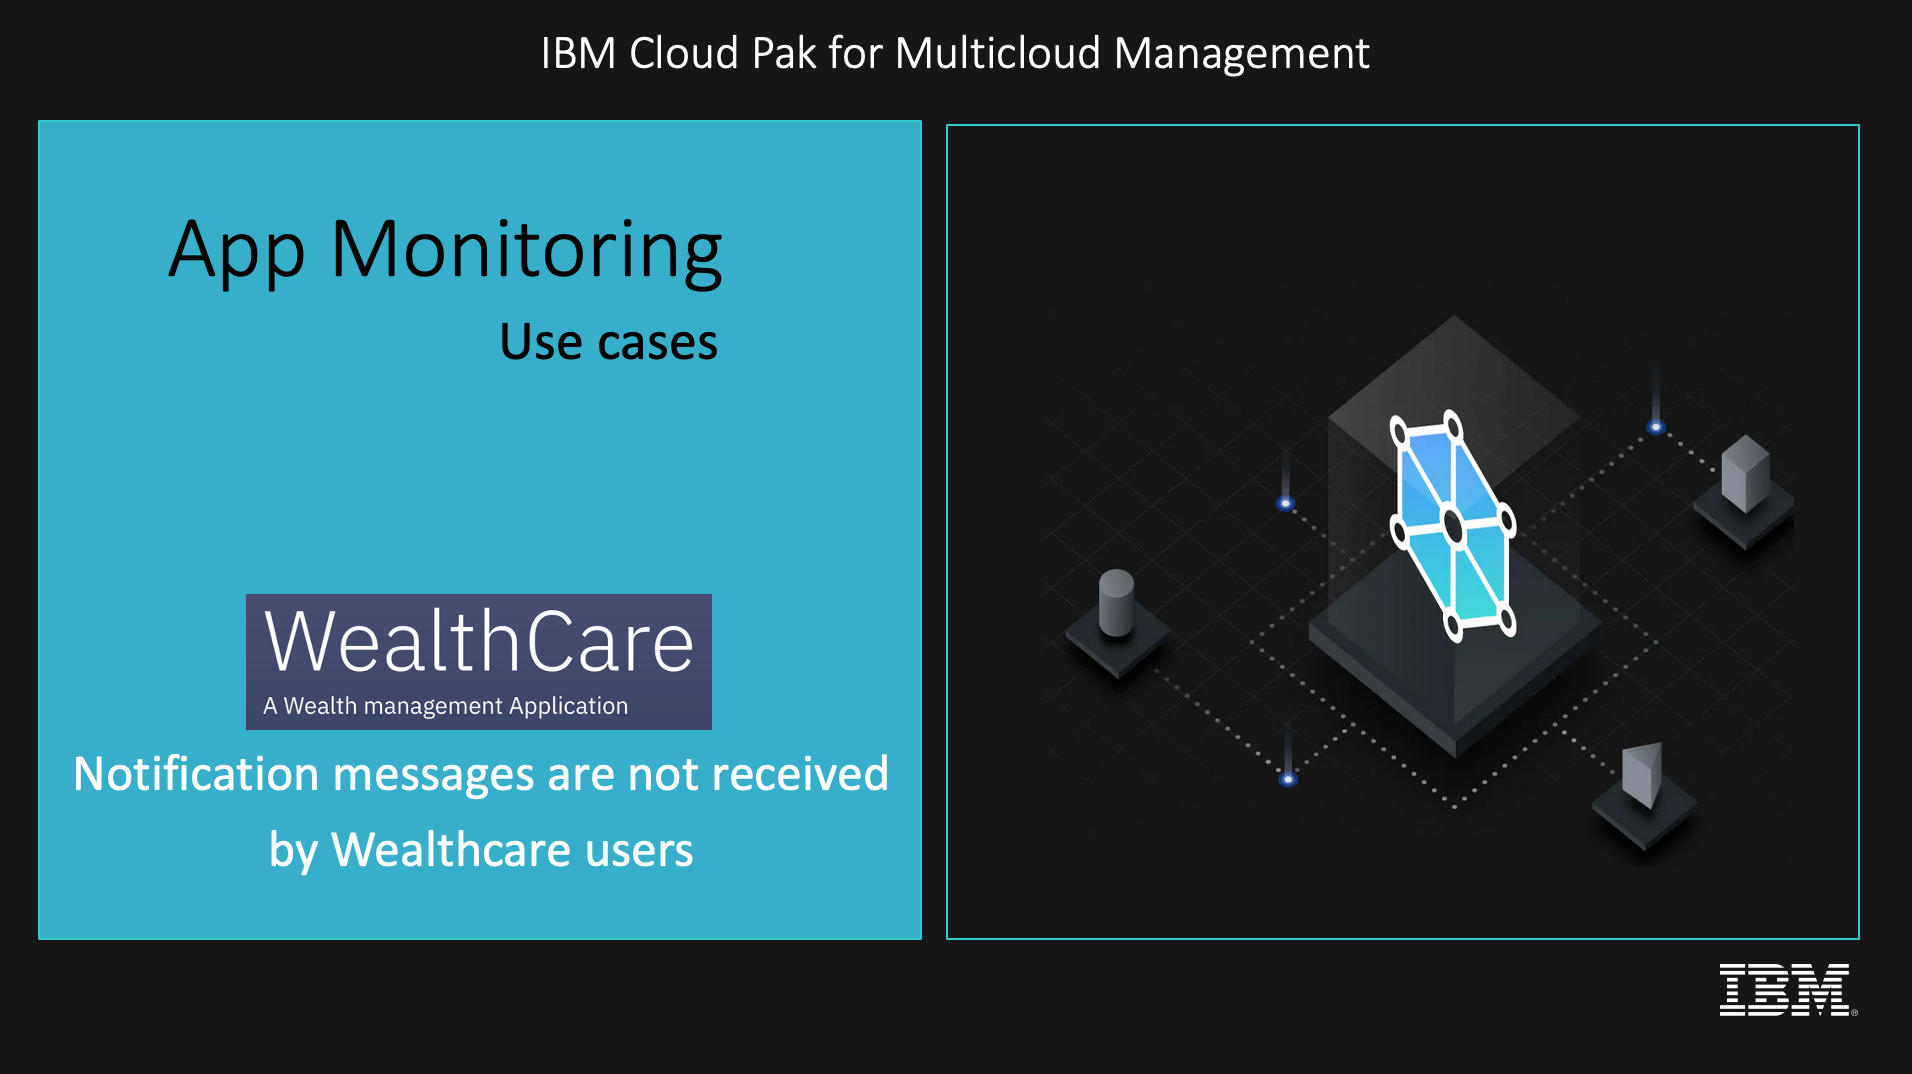 IBM Cloud Pak for Multicloud Management
App Monitoring
Use cases
WealthCare
A Wealth management Application
Notification messages are not received
by Wealthcare users
IBM®